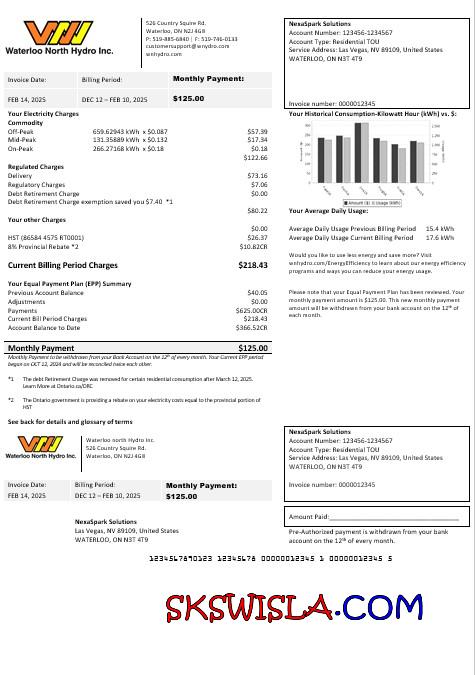 Waterloo North Hydro Inc.
526 Country Squire Rd.
Waterloo, ON N2J 4G8
P: 519-885-6840 | F: 519-746-0133
customersupport@wnydro.com
wnhydro.com
NexaSpark Solutions
Account Number: 123456-1234567
Account Type: Residential TOU
Service Address: Las Vegas, NV 89109, United States
WATERLOO, ON N3T 4T9
Invoice number: 0000012345
Invoice Date: Billing Period: Monthly Payment:
FEB 14, 2025 DEC 12 – FEB 10, 2025 $125.00
Your Electricity Charges
Commodity
Off-Peak 659.62943 kWh x $0.087 $57.39
Mid-Peak 131.35889 kWh x $0.132 $17.34
On-Peak 266.27168 kWh x $0.18 $0.18
$122.66
Regulated Charges
Delivery $73.16
Regulatory Charges $7.06
Debt Retirement Charge $0.00
Debt Retirement Charge exemption saved you $7.40 *1
$80.22
Your other Charges
$0.00
HST (86584 4575 RT0001) $26.37
8% Provincial Rebate *2 $10.82CR
Current Billing Period Charges $218.43
Your Equal Payment Plan (EPP) Summary
Previous Account Balance $40.05
Adjustments $0.00
Payments $625.00CR
Current Bill Period Charges $218.43
Account Balance to Date $366.52CR
Monthly Payment $125.00
Monthly Payment to be withdrawn from your Bank Account on the 12th of every month. Your Current EPP period
began on OCT 12, 2024 and will be reconciled twice each other.
*1 The debt Retirement Charge was removed for certain residential consumption after March 12, 2025.
Learn More at Ontario.ca/DRC
*2 The Ontario government is providing a rebate on your electricity costs equal to the provincial portion of
HST
See back for details and glossary of terms
Your Historical Consumption-Kilowatt Hour (kWh) vs. $:
Amount ($) Usage (kWh)
Your Average Daily Usage:
Average Daily Usage Previous Billing Period 15.4 kWh
Average Daily Usage Current Billing Period 17.6 kWh
Would you like to use less energy and save more? Visit
wnhydro.com/EnergyEfficiency to learn about our energy efficiency
programs and ways you can reduce your energy usage.
Please note that your Equal Payment Plan has been reviewed. Your
monthly payment amount is $125.00. This new monthly payment
amount will be withdrawn from your bank account on the 12th of
each month.
Waterloo North Hydro Inc.
Waterloo north Hydro Inc.
526 Country Squire Rd.
Waterloo, ON N2J 4G8
NexaSpark Solutions
Account Number: 123456-1234567
Account Type: Residential TOU
Service Address: Las Vegas, NV 89109, United States
WATERLOO, ON N3T 4T9
Invoice number: 0000012345
Invoice Date: Billing Period: Monthly Payment:
FEB 14, 2025 DEC 12 – FEB 10, 2025 $125.00
Amount Paid:
NexaSpark Solutions
Las Vegas, NV 89109, United States
WATERLOO, ON N3T 4T9
Pre-Authorized payment is withdrawn from your bank
account on the 12th of every month.
1234567890123 12345678 00000012345 1 00000012345 5
SKSWISLA.COM